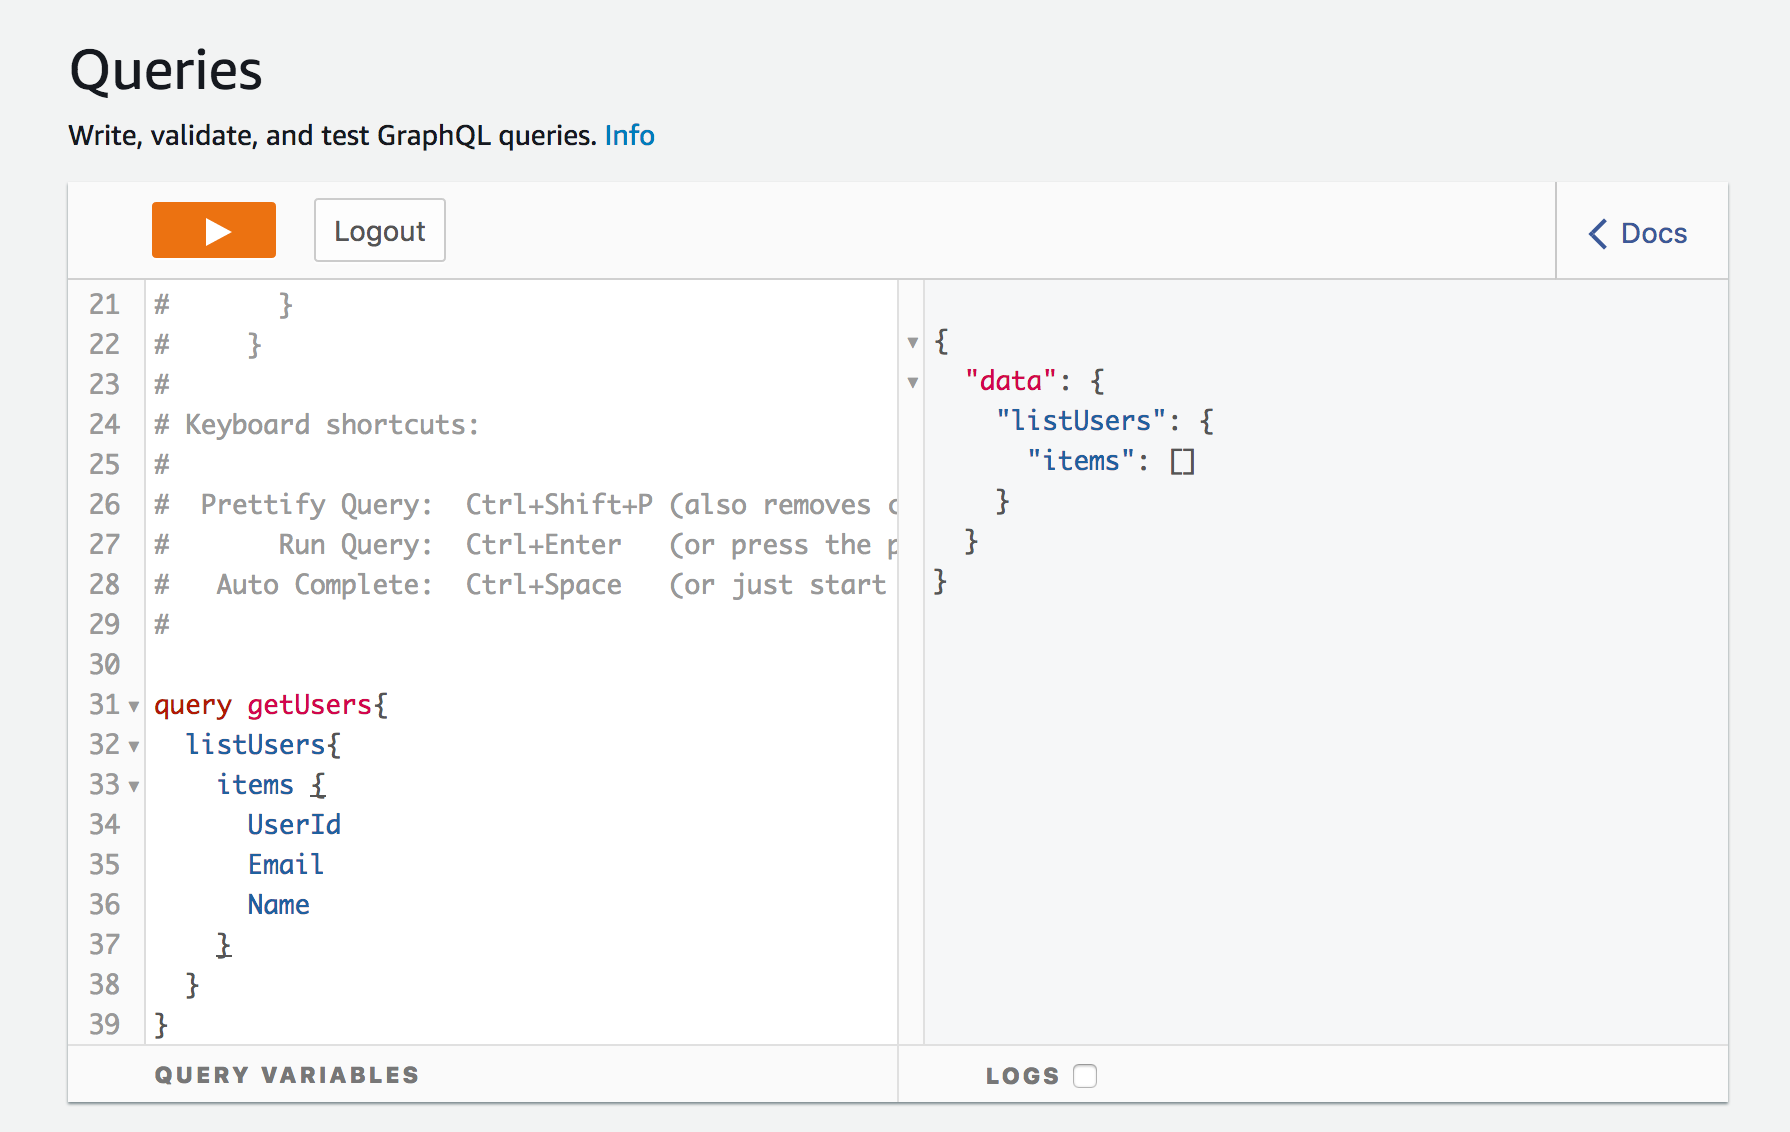 Queries
Write, validate, and test GraphQL queries. Info
Logout
Docs
21 # }
22 # }
23 #
24 # Keyboard shortcuts:
25 #
26 # Prettify Query: Ctrl+Shift+P (also removes
27 # Run Query: Ctrl+Enter (or press the
28 # Auto Complete: Ctrl+Space (or just start
29 #
30
31 query getUsers{
32 listUsers{
33 items {
34 UserId
35 Email
36 Name
37 }
38 }
39 }
{
"data": {
"listUsers": {
"items": []
}
}
}
QUERY VARIABLES
LOGS